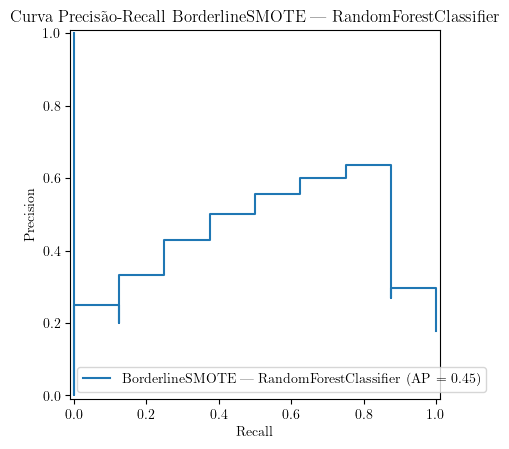 Curva Precisão-Recall BorderlineSMOTE — RandomForestClassifier
1.0
0.8
0.6
0.4
0.2
0.0
Precision
BorderlineSMOTE — RandomForestClassifier (AP = 0.45)
0.0 0.2 0.4 0.6 0.8 1.0
Recall